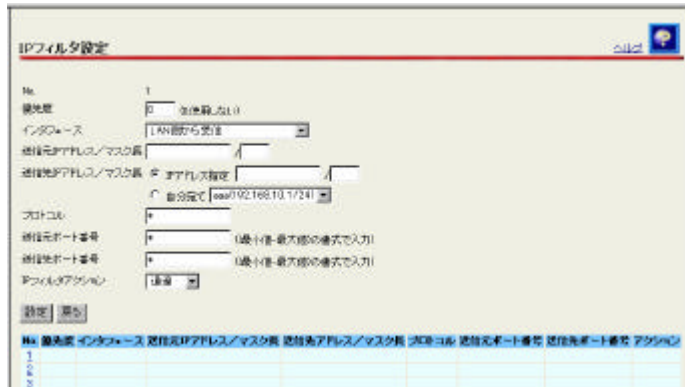 IPフィルタ設定
ヘルプ
No. 1
優先度 0 (0:使用しない)
インタフェース LAN側から受信
送信元IPアドレス/マスク長 /
送信先IPアドレス/マスク長 IPアドレス指定 /
自分宛て (192.168.10.1/24)
プロトコル *
送信元ポート番号 * (最小値-最大値の書式で入力)
送信先ポート番号 * (最小値-最大値の書式で入力)
IPフィルタアクション 通過
設定 戻る
No. 優先度 インタフェース 送信元IPアドレス/マスク長 送信先アドレス/マスク長 プロトコル 送信元ポート番号 送信先ポート番号 アクション
1
2
3